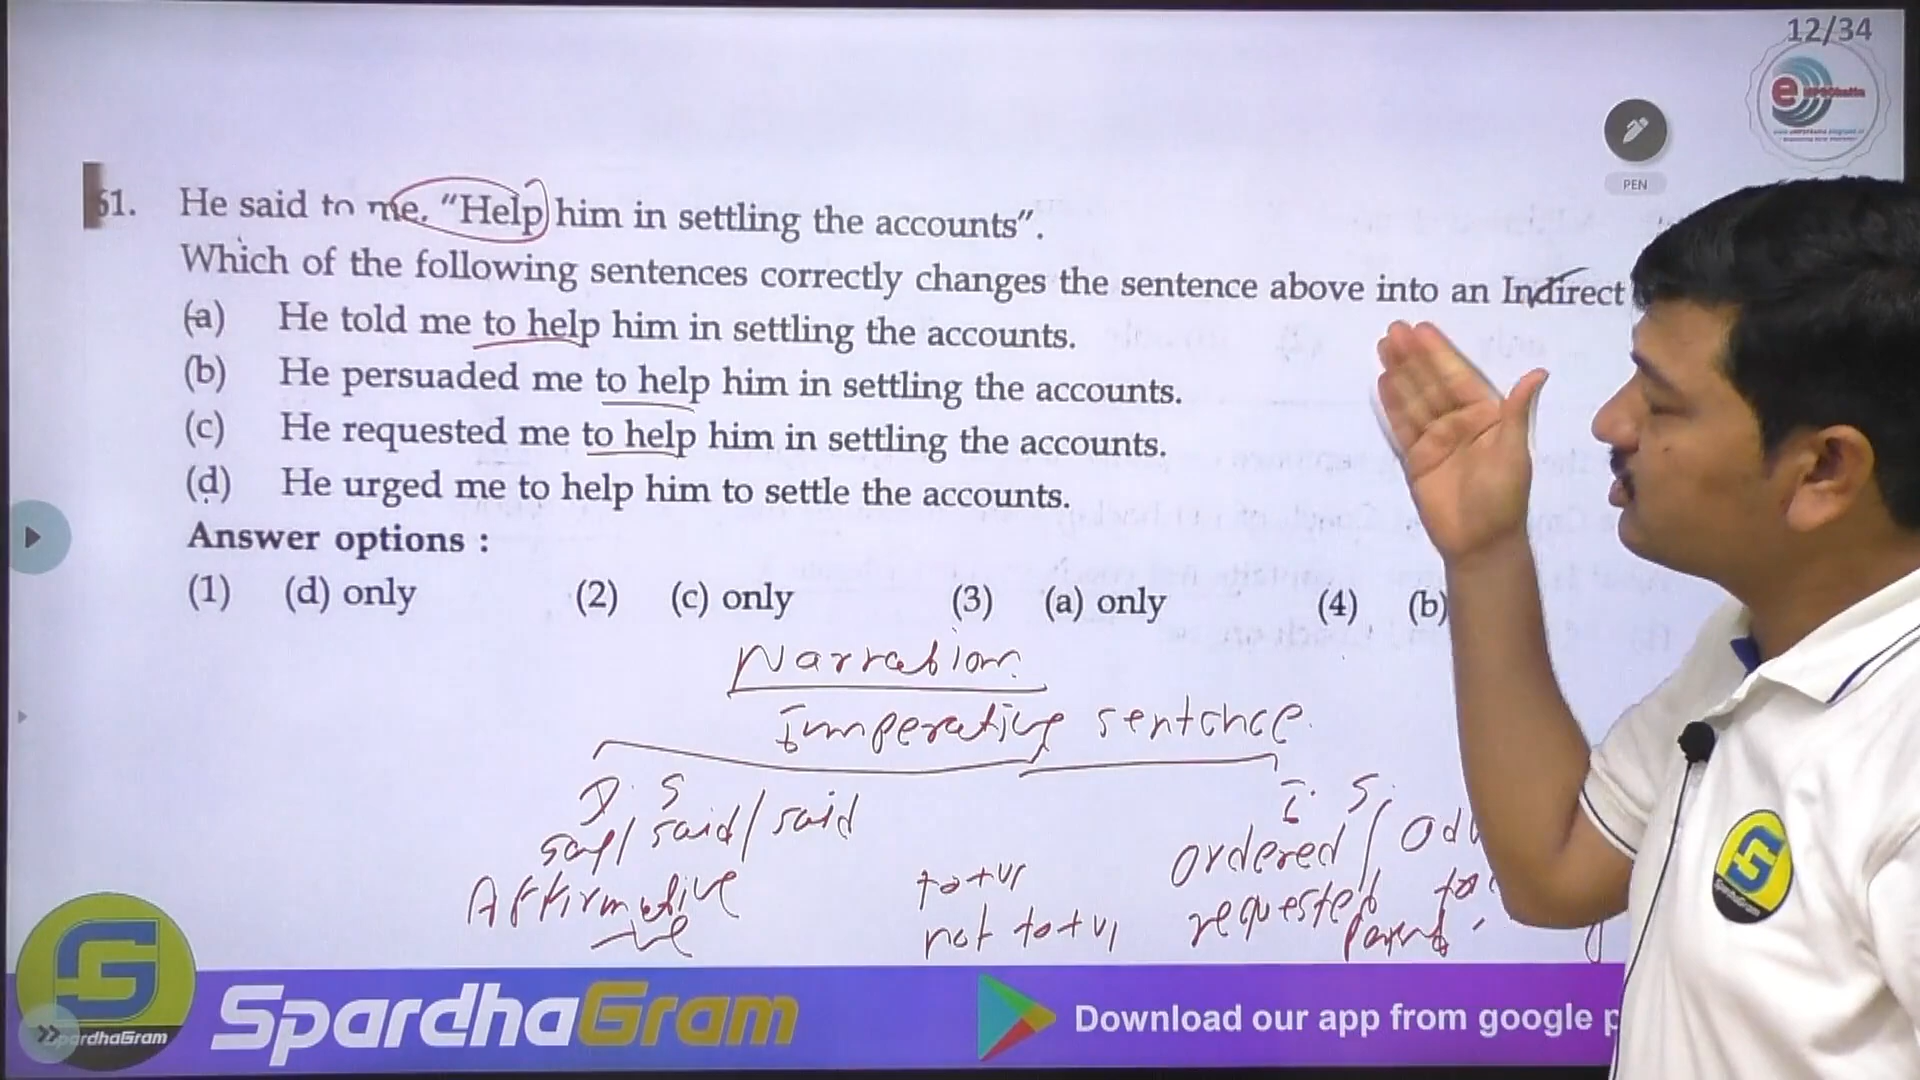 12/34
PEN
61. He said to me, "Help him in settling the accounts".
Which of the following sentences correctly changes the sentence above into an Indirect
(a) He told me to help him in settling the accounts.
(b) He persuaded me to help him in settling the accounts.
(c) He requested me to help him in settling the accounts.
(d) He urged me to help him to settle the accounts.
Answer options :
(1) (d) only (2) (c) only (3) (a) only (4) (b)
Narration
Imperative sentence.
D. S I. S.
say/ said/ said ordered/
Affirmative to+v1 requested
-ve not to+v1
SpardhaGram
SpardhaGram
SpardhaGram
Download our app from google p